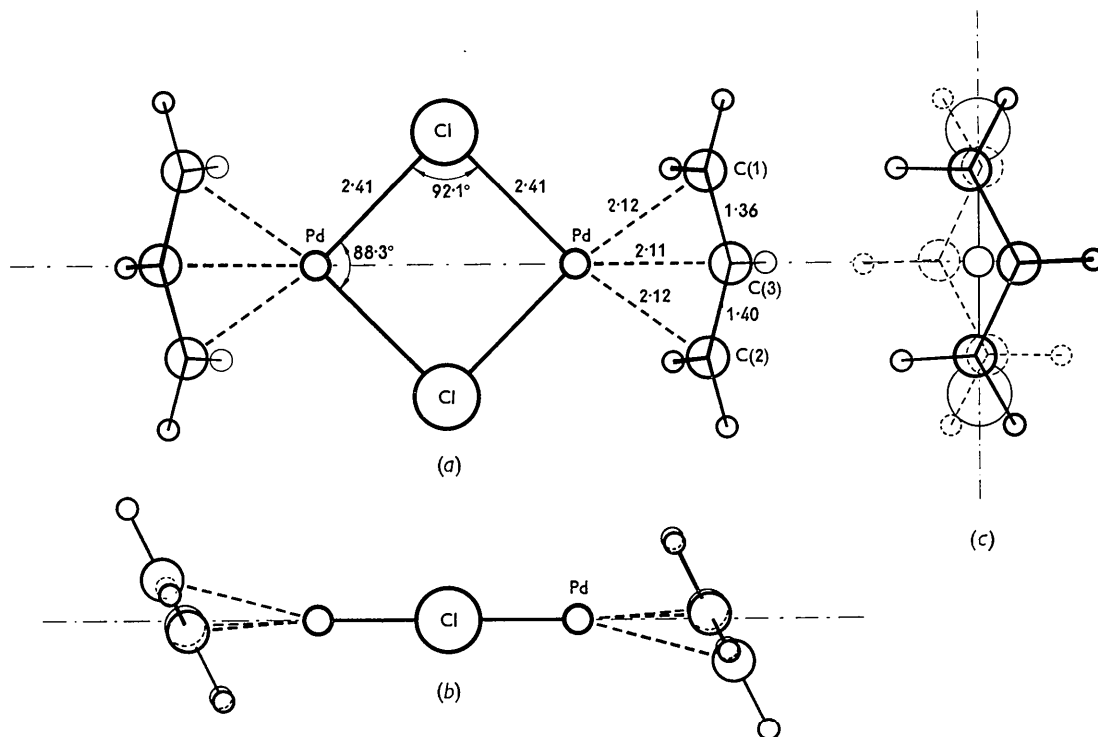 Cl
C(1)
2·41
92·1°
2·41
2·12
1·36
Pd
Pd
88·3°
2·11
C(3)
2·12
1·40
C(2)
Cl
(a)
(c)
Pd
Cl
(b)